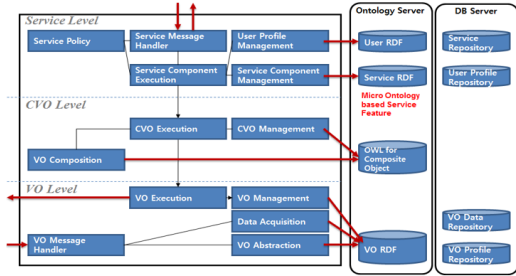 Service Level
Service Policy
Service Message
Handler
User Profile
Management
Service Component
Execution
Service Component
Management
CVO Level
CVO Execution
CVO Management
VO Composition
VO Level
VO Execution
VO Management
Data Acquisition
VO Message
Handler
VO Abstraction
Ontology Server
User RDF
Service RDF
Micro Ontology
based Service
Feature
OWL for
Composite
Object
VO RDF
DB Server
Service
Repository
User Profile
Repository
VO Data
Repository
VO Profile
Repository